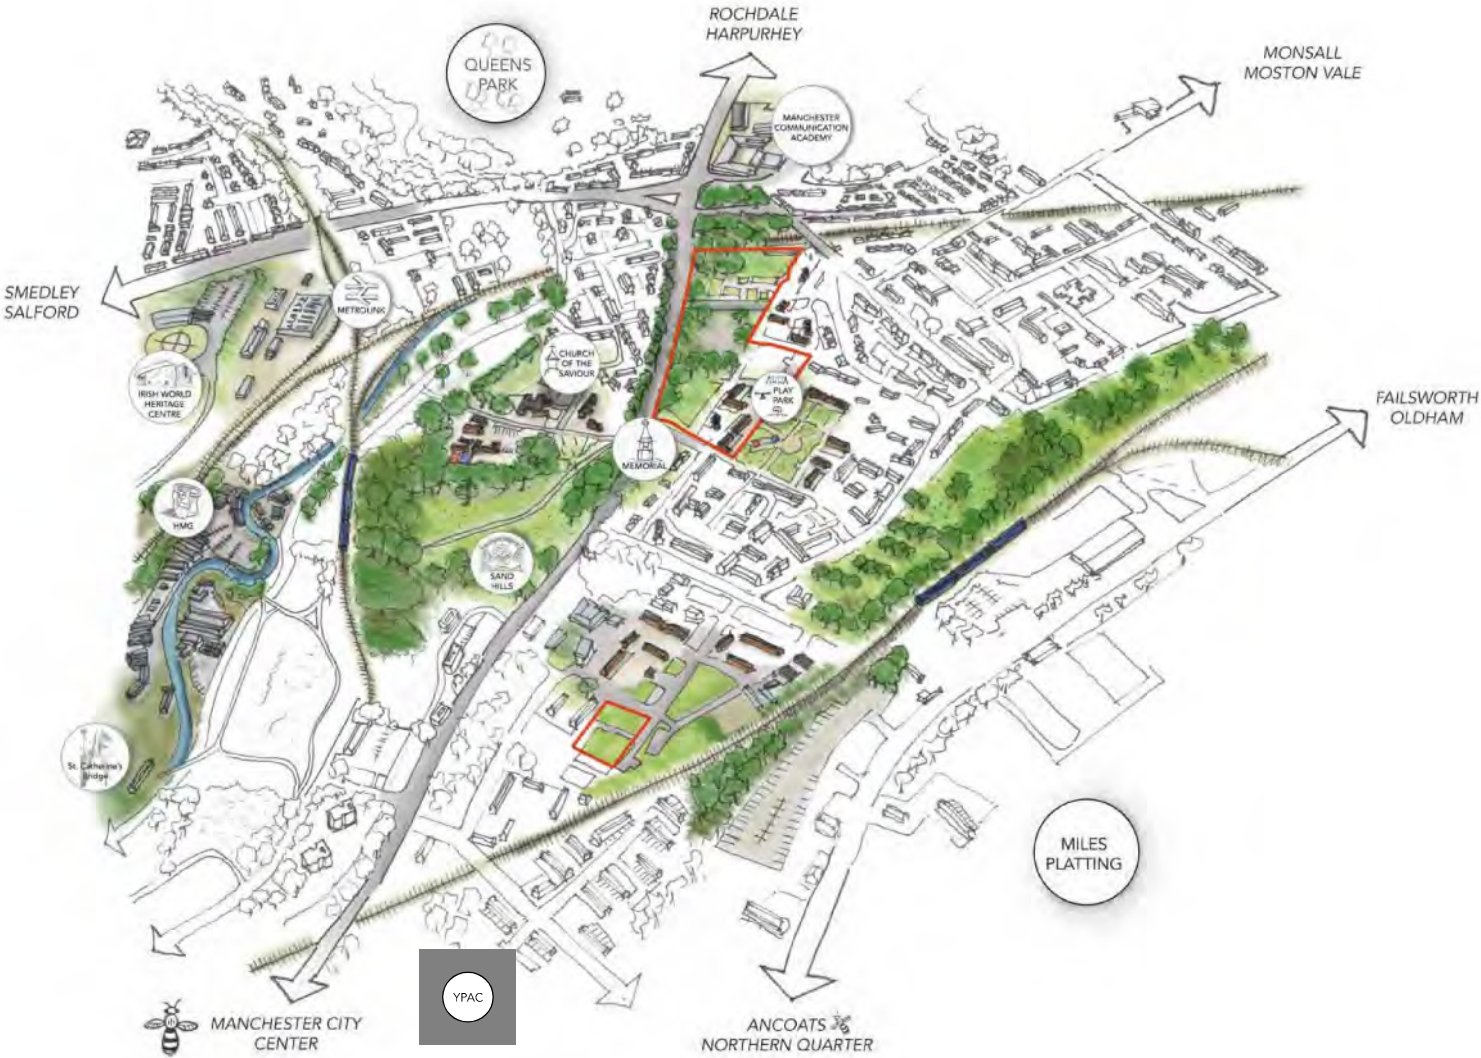 ROCHDALE
HARPURHEY
QUEENS
PARK
MONSALL
MOSTON VALE
MANCHESTER
COMMUNICATION
ACADEMY
SMEDLEY
SALFORD
METROLINK
CHURCH
OF THE
SAVIOUR
IRISH WORLD
HERITAGE
CENTRE
PLAY
PARK
FAILSWORTH
OLDHAM
MEMORIAL
HMG
SAND
HILLS
St. Catherine's
Bridge
MILES
PLATTING
YPAC
MANCHESTER CITY
CENTER
ANCOATS
NORTHERN QUARTER